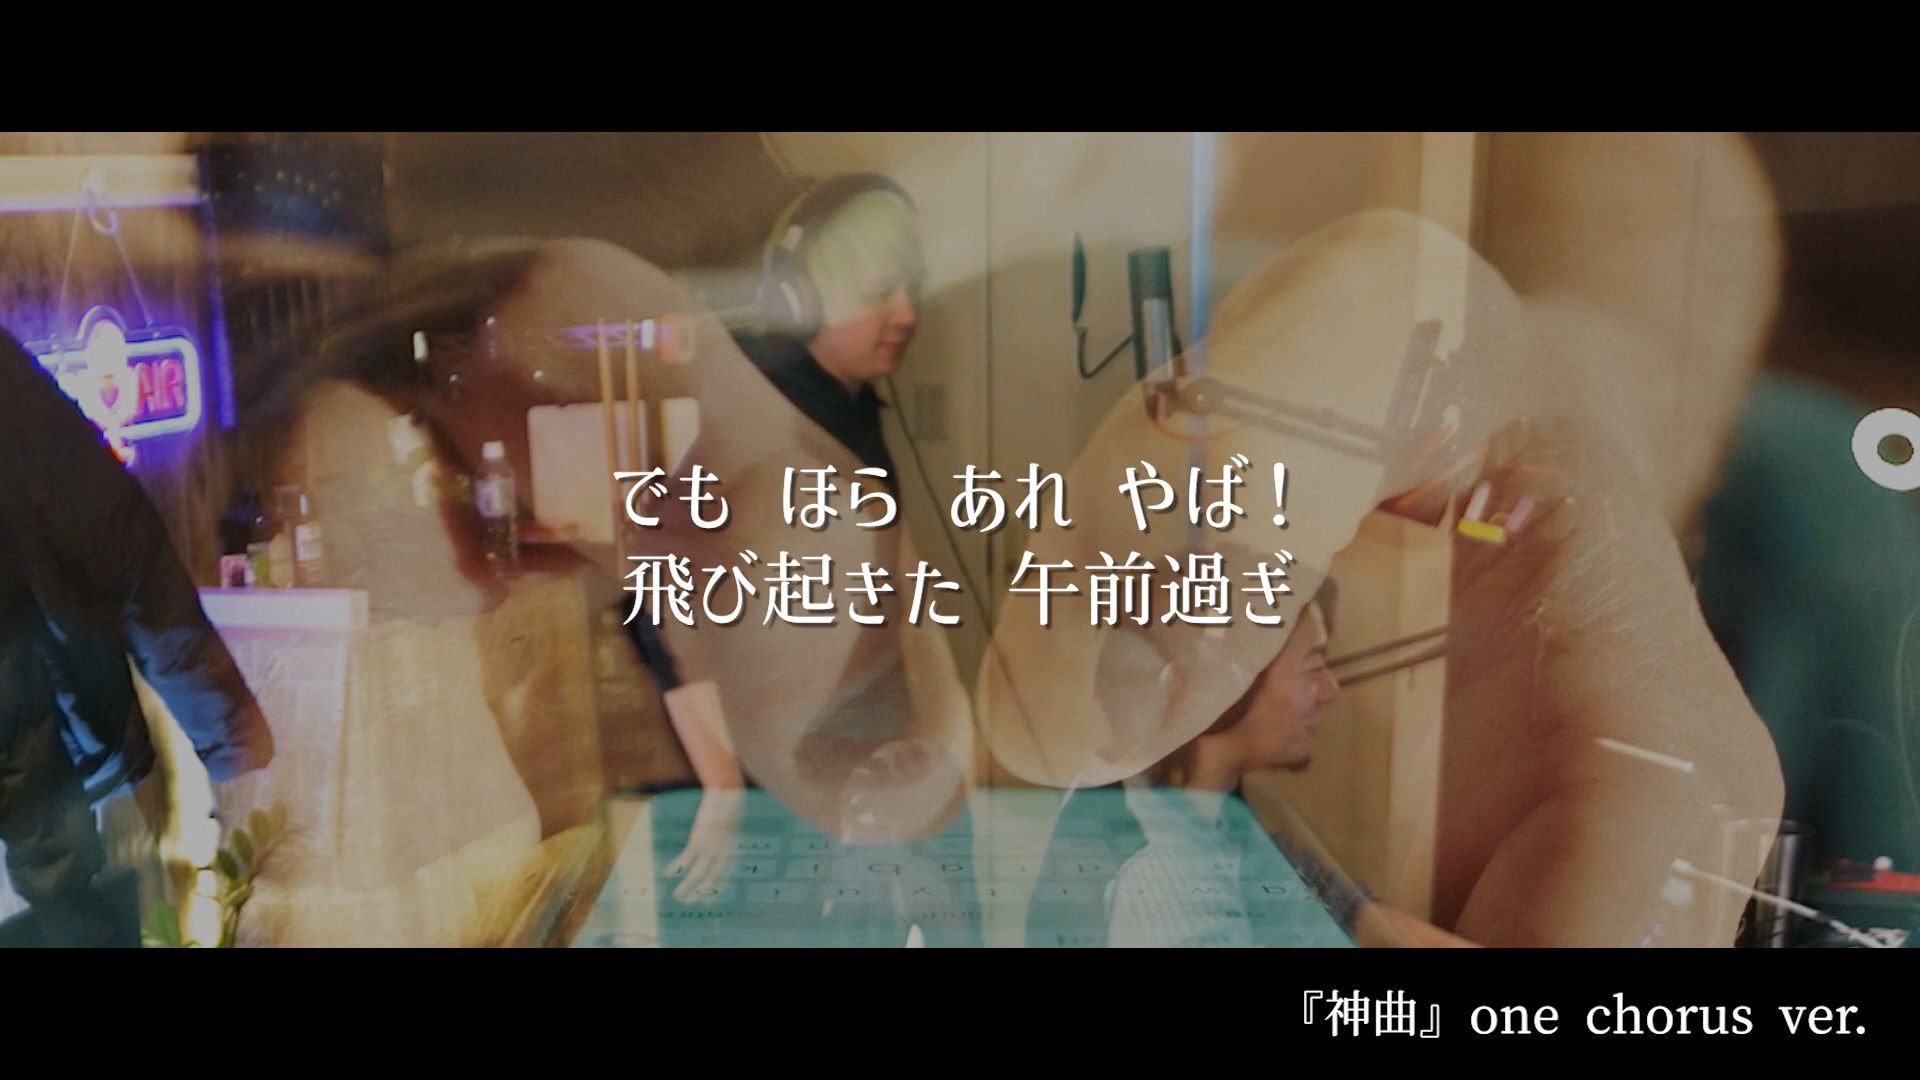 AIR
でも ほら あれ やば！
飛び起きた 午前過ぎ
『神曲』one chorus ver.